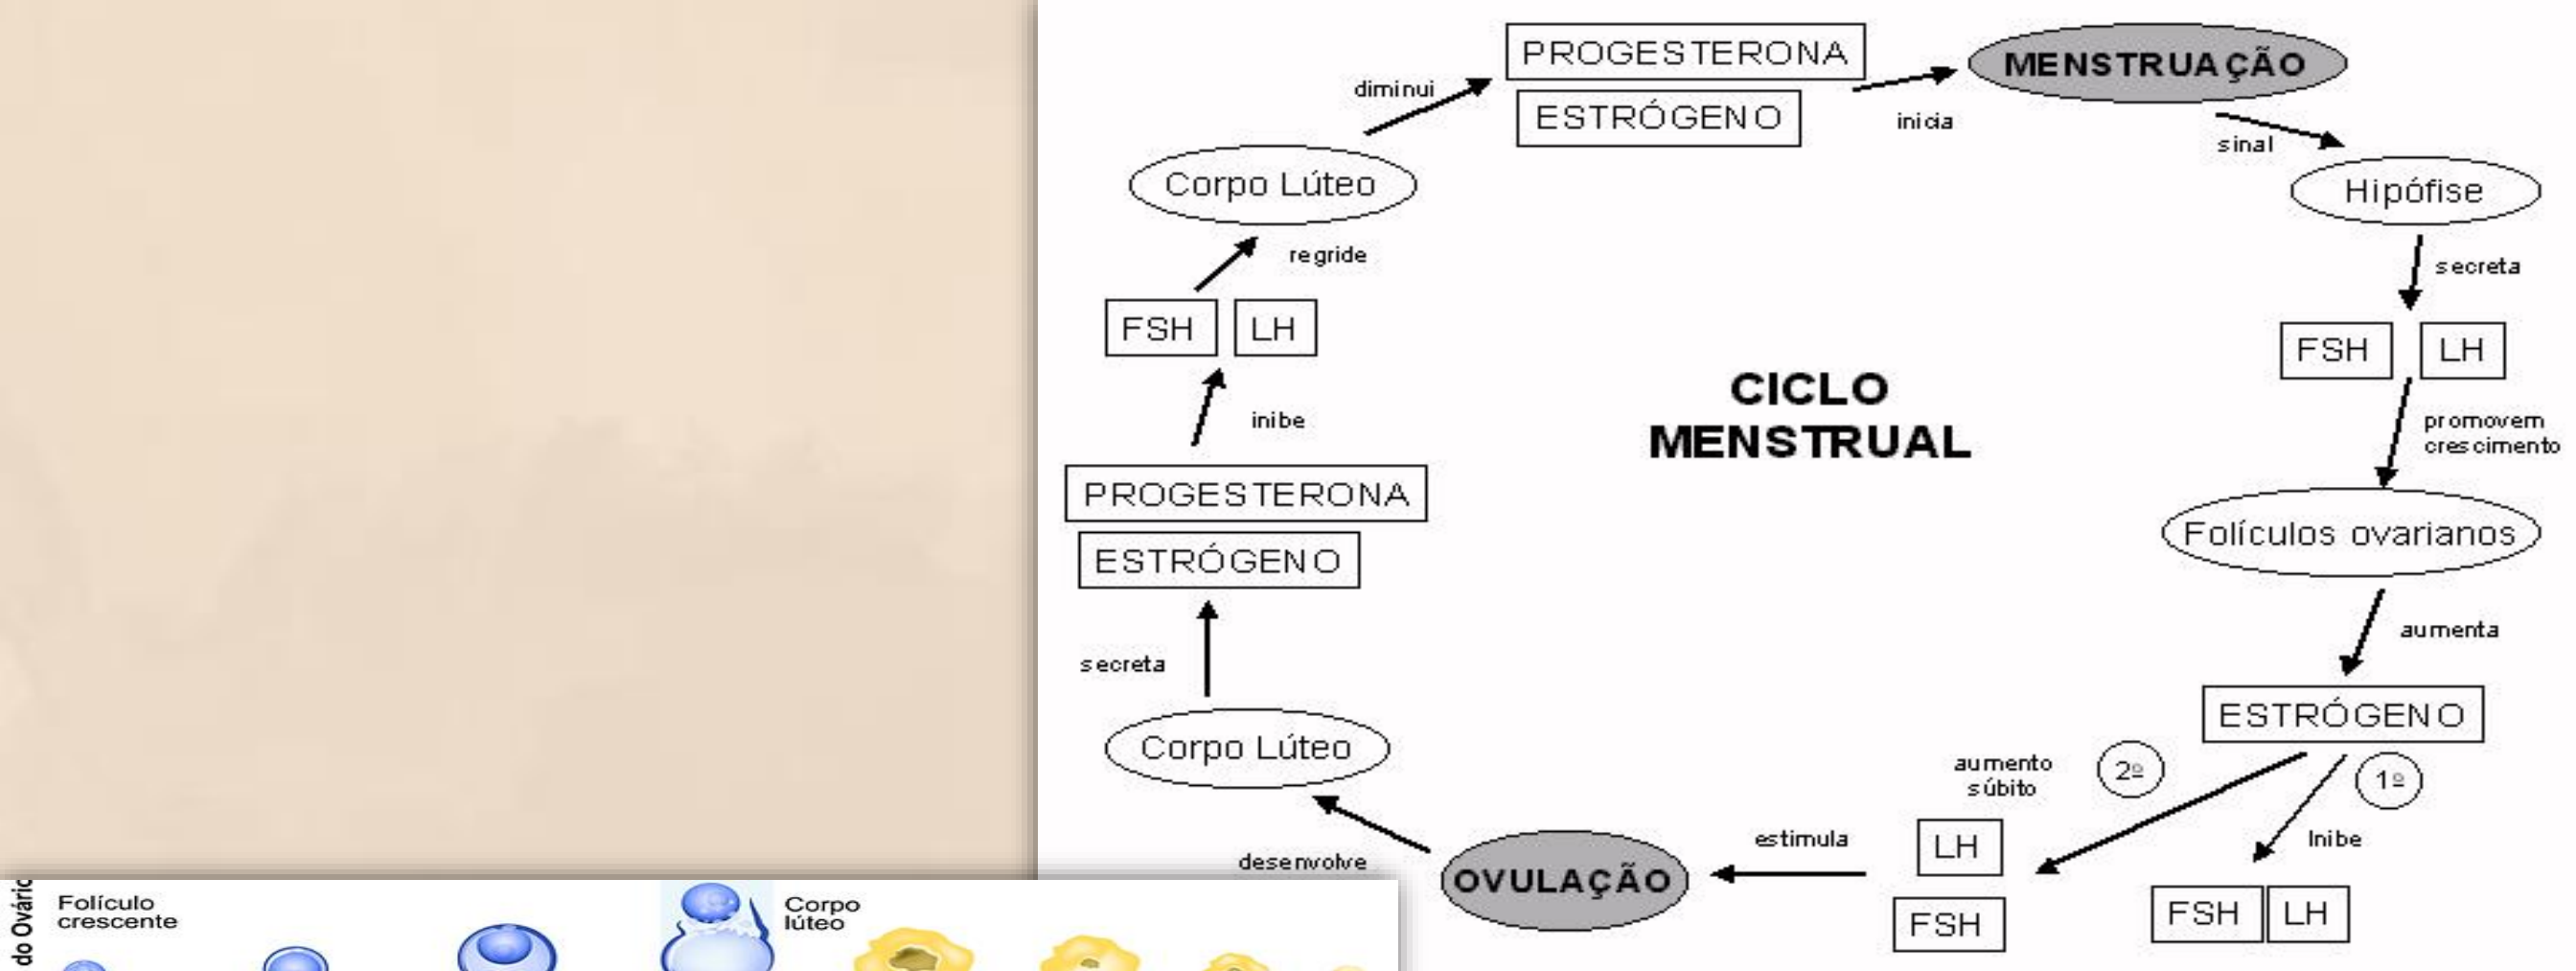 PROGESTERONA
ESTRÓGENO
inicia
MENSTRUAÇÃO
sinal
Hipófise
secreta
FSH
LH
promovem
crescimento
Folículos ovarianos
aumenta
ESTRÓGENO
1º
Inibe
FSH
LH
2º
aumento
súbito
LH
FSH
estimula
OVULAÇÃO
desenvolve
Corpo Lúteo
secreta
PROGESTERONA
ESTRÓGENO
inibe
FSH
LH
regride
Corpo Lúteo
diminui
CICLO
MENSTRUAL
do Ovário
Folículo
crescente
Corpo
lúteo